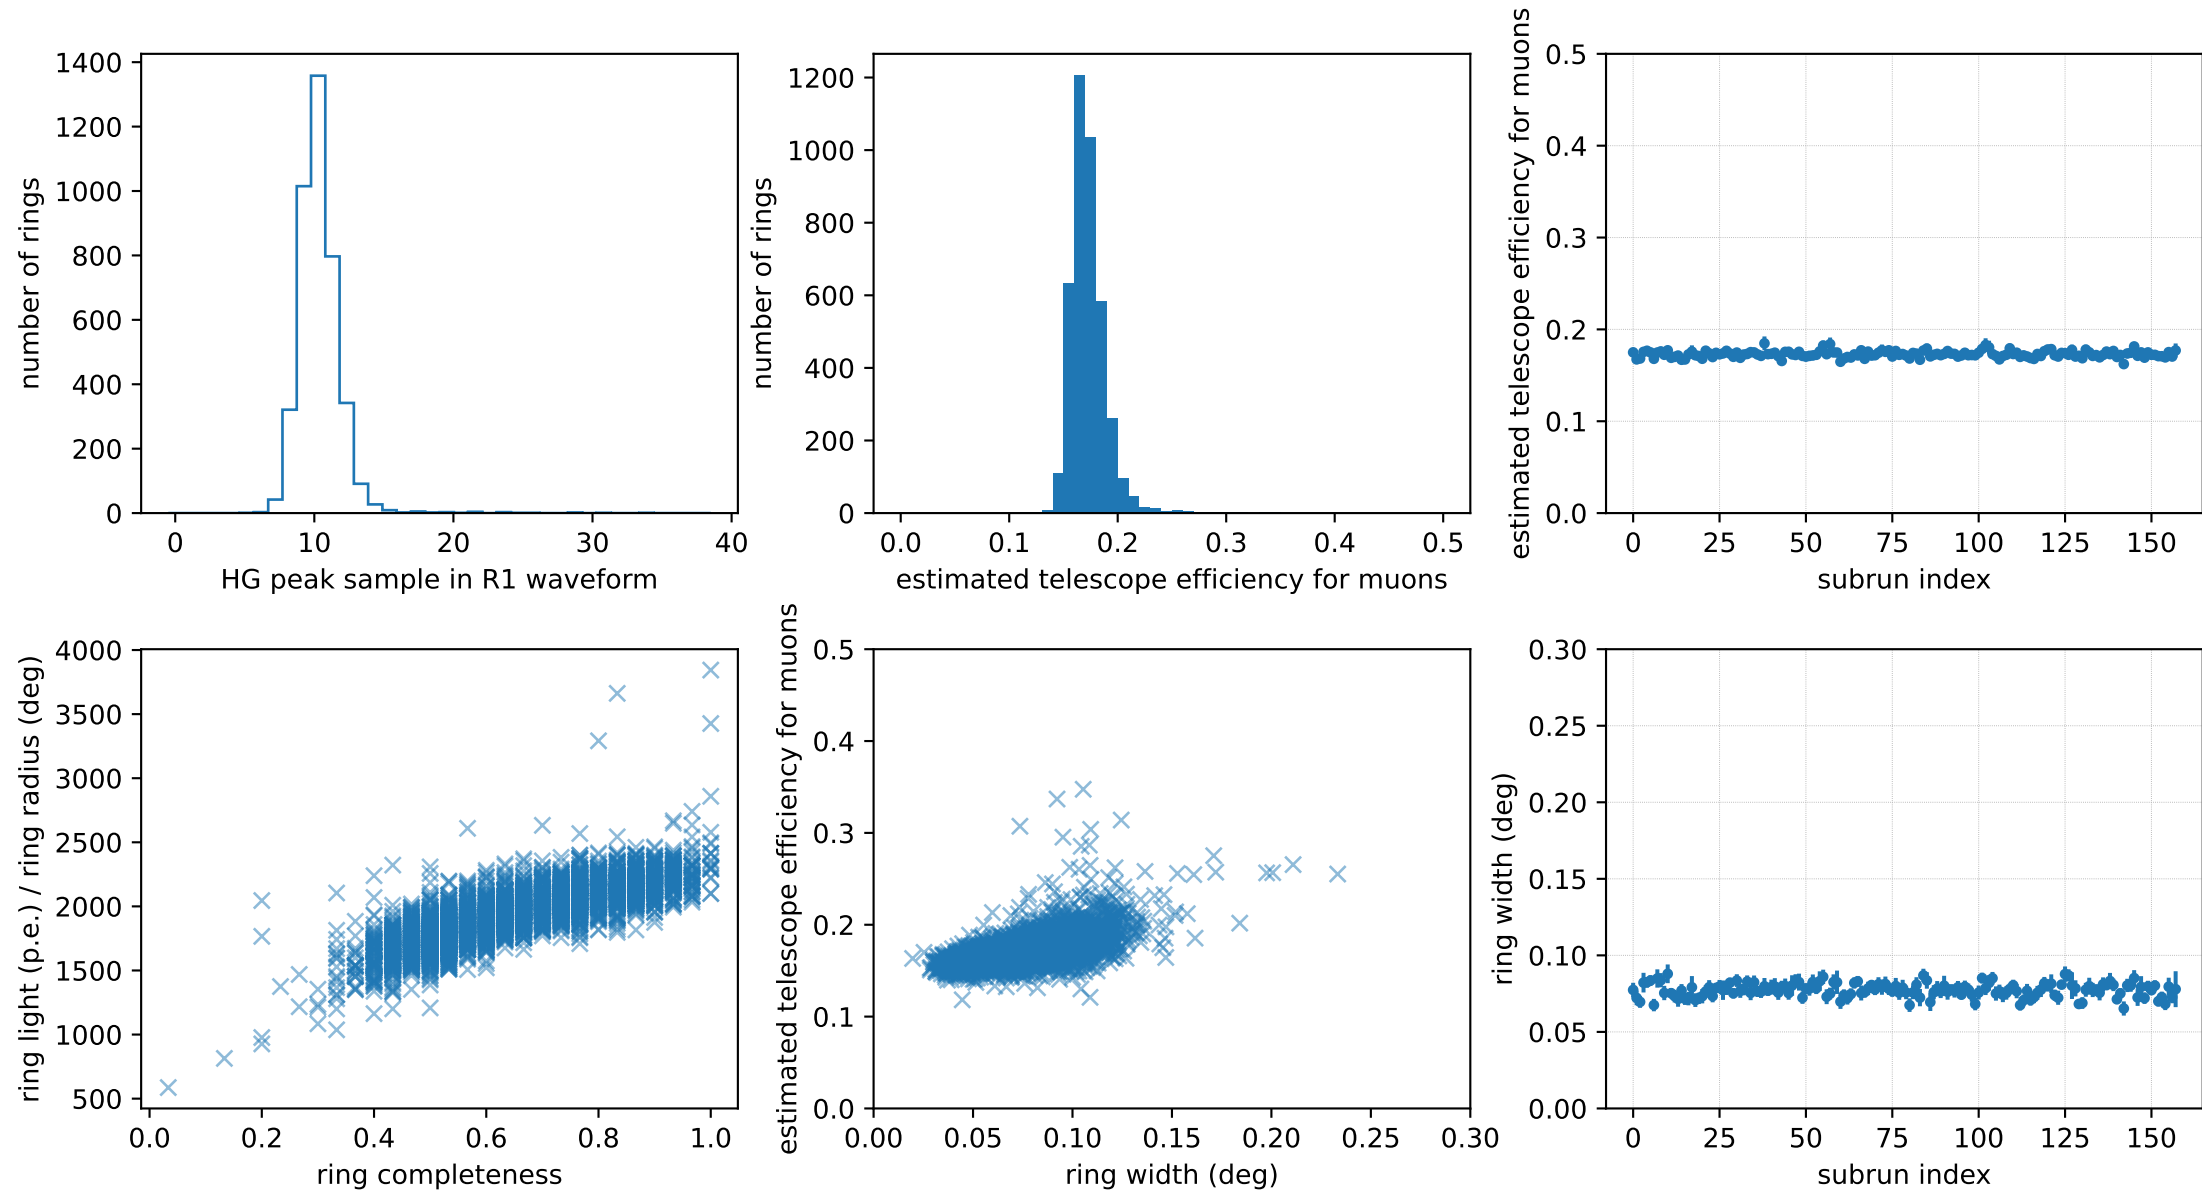 1400
1200
1000
800
600
400
200
0
number of rings
0 10 20 30 40
HG peak sample in R1 waveform
1200
1000
800
600
400
200
0
number of rings
0.0 0.1 0.2 0.3 0.4 0.5
estimated telescope efficiency for muons
0.5
0.4
0.3
0.2
0.1
0.0
estimated telescope efficiency for muons
0 25 50 75 100 125 150
subrun index
4000
3500
3000
2500
2000
1500
1000
500
ring light (p.e.) / ring radius (deg)
0.0 0.2 0.4 0.6 0.8 1.0
ring completeness
0.5
0.4
0.3
0.2
0.1
0.0
estimated telescope efficiency for muons
0.00 0.05 0.10 0.15 0.20 0.25 0.30
ring width (deg)
0.30
0.25
0.20
0.15
0.10
0.05
0.00
ring width (deg)
0 25 50 75 100 125 150
subrun index